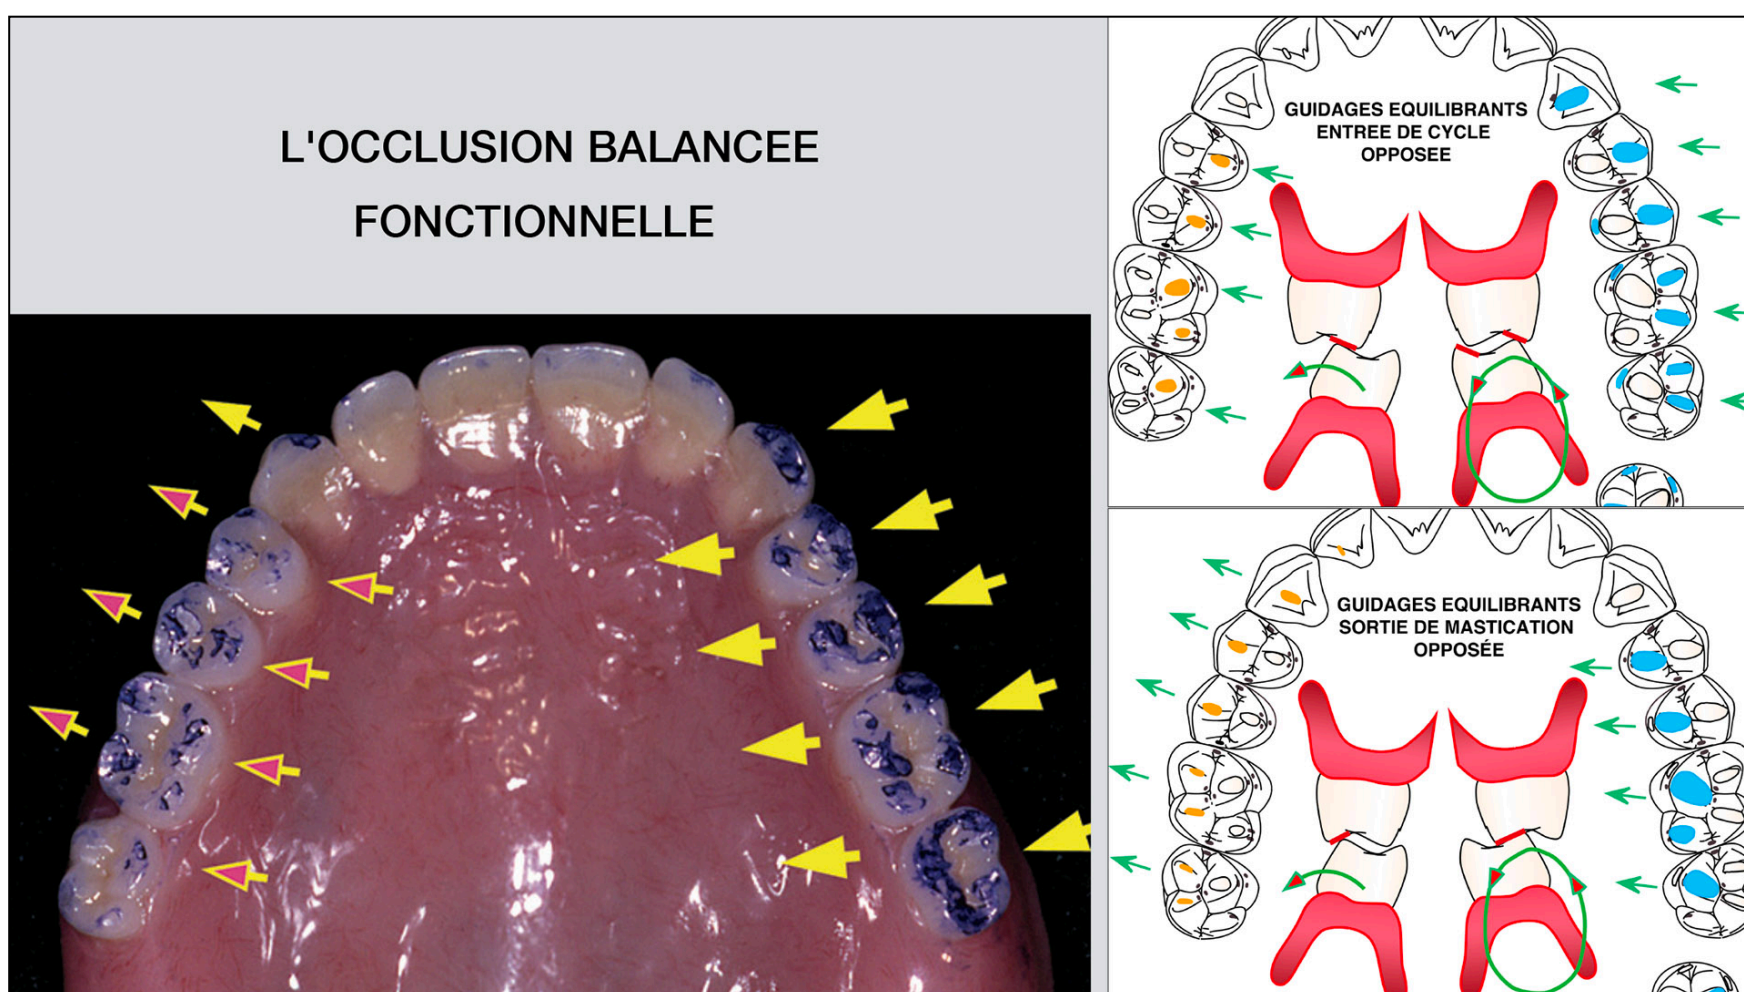 L'OCCLUSION BALANCEE
FONCTIONNELLE
GUIDAGES EQUILIBRANTS
ENTREE DE CYCLE
OPPOSEE
GUIDAGES EQUILIBRANTS
SORTIE DE MASTICATION
OPPOSÉE